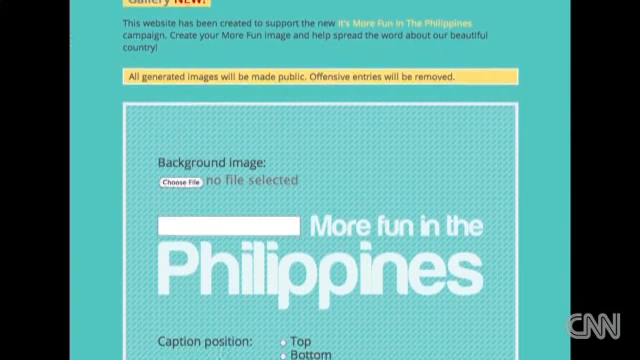 Gallery NEW!
This website has been created to support the new It's More Fun In The Philippines
campaign. Create your More Fun image and help spread the word about our beautiful
country!
All generated images will be made public. Offensive entries will be removed.
Background image:
Choose File no file selected
More fun in the
Philippines
Caption position: Top
Bottom
CNN